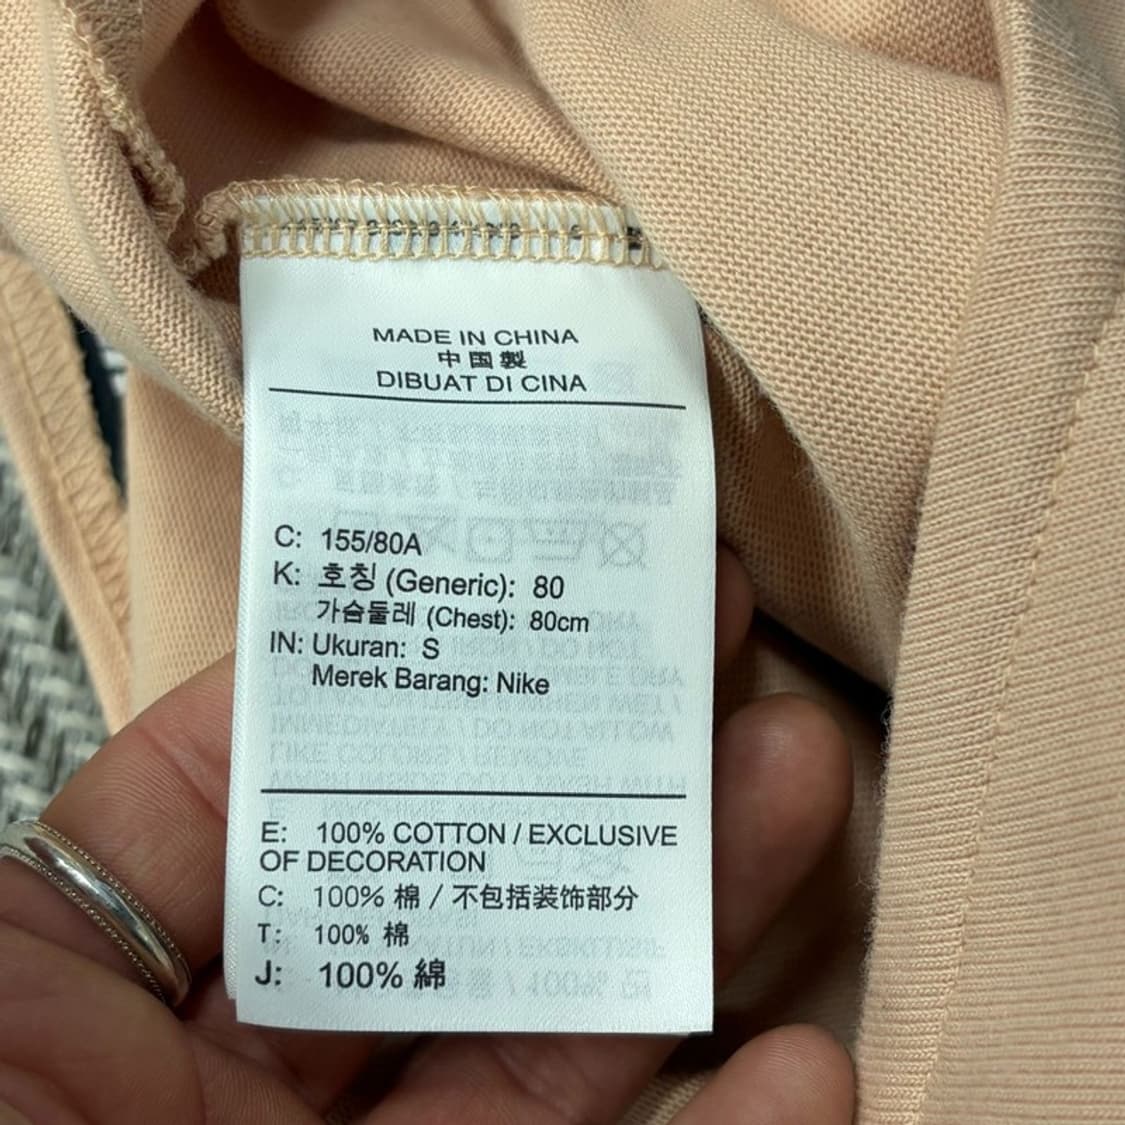 MADE IN CHINA
中国製
DIBUAT DI CINA
C: 155/80A
K: 호칭 (Generic): 80
가슴둘레 (Chest): 80cm
IN: Ukuran: S
Merek Barang: Nike
E: 100% COTTON / EXCLUSIVE
OF DECORATION
C: 100% 棉 / 不包括装饰部分
T: 100% 棉
J: 100% 綿